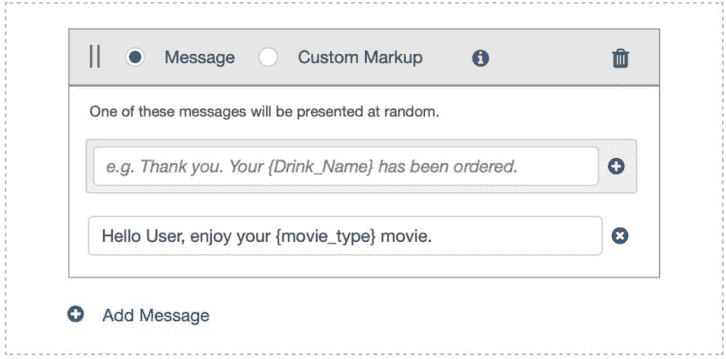 Message Custom Markup
One of these messages will be presented at random.
e.g. Thank you. Your {Drink_Name} has been ordered.
Hello User, enjoy your {movie_type} movie.
Add Message